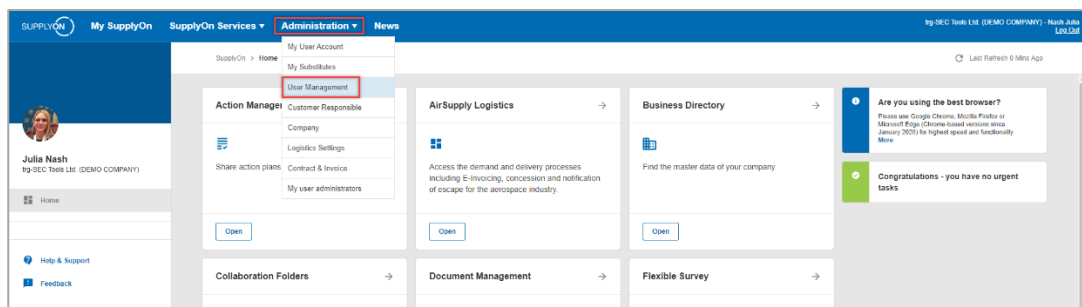 SUPPLYON
My SupplyOn
SupplyOn Services ▾
Administration ▾
News
trg-SEC Tools Ltd. (DEMO COMPANY) - Nash Julia
Log Out
SupplyOn > Home
Last Refresh 0 Mins Ago
My User Account
My Substitutes
User Management
Customer Responsible
Company
Logistics Settings
Contract & Invoice
My user administrators
Julia Nash
trg-SEC Tools Ltd. (DEMO COMPANY)
Home
Help & Support
Feedback
Action Manage
Share action plans
Open
AirSupply Logistics
Access the demand and delivery processes
including E-Invoicing, concession and notification
of escape for the aerospace industry.
Open
Business Directory
Find the master data of your company.
Open
Are you using the best browser?
Please use Google Chrome, Mozilla Firefox or
Microsoft Edge (Chrome-based versions since
January 2020) for highest speed and functionality.
More
Congratulations - you have no urgent
tasks
Collaboration Folders
Document Management
Flexible Survey